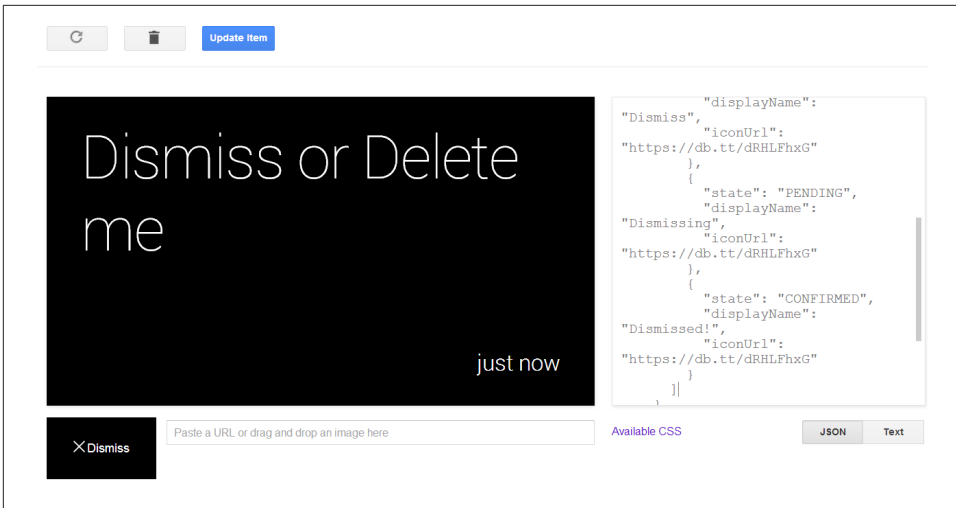 Update Item
Dismiss or Delete
me
just now
"displayName":
"Dismiss",
"iconUrl":
"https://db.tt/dRHLFhxG"
},
{
"state": "PENDING",
"displayName":
"Dismissing",
"iconUrl":
"https://db.tt/dRHLFhxG"
},
{
"state": "CONFIRMED",
"displayName":
"Dismissed!",
"iconUrl":
"https://db.tt/dRHLFhxG"
}
]
}
Dismiss
Paste a URL or drag and drop an image here
Available CSS
JSON Text